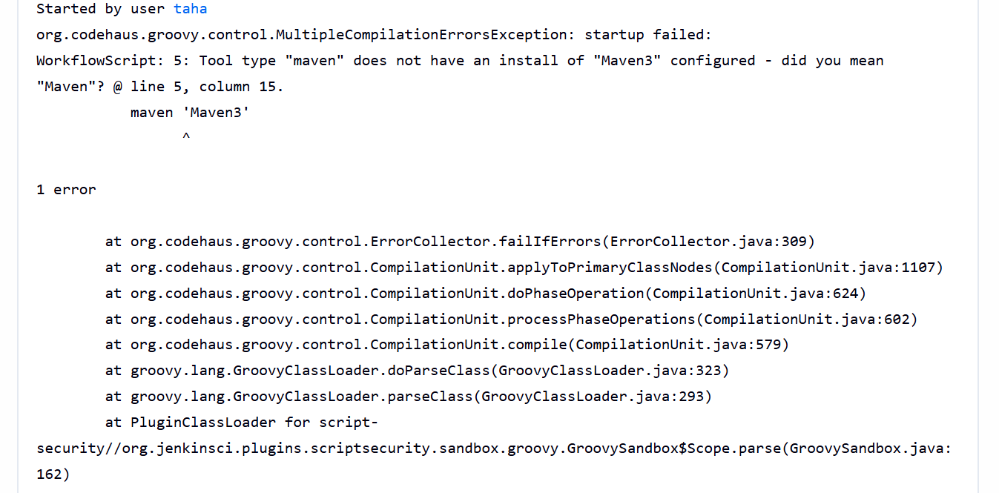 Started by user taha
org.codehaus.groovy.control.MultipleCompilationErrorsException: startup failed:
WorkflowScript: 5: Tool type "maven" does not have an install of "Maven3" configured - did you mean
"Maven"? @ line 5, column 15.
           maven 'Maven3'
                 ^
1 error
        at org.codehaus.groovy.control.ErrorCollector.failIfErrors(ErrorCollector.java:309)
        at org.codehaus.groovy.control.CompilationUnit.applyToPrimaryClassNodes(CompilationUnit.java:1107)
        at org.codehaus.groovy.control.CompilationUnit.doPhaseOperation(CompilationUnit.java:624)
        at org.codehaus.groovy.control.CompilationUnit.processPhaseOperations(CompilationUnit.java:602)
        at org.codehaus.groovy.control.CompilationUnit.compile(CompilationUnit.java:579)
        at groovy.lang.GroovyClassLoader.doParseClass(GroovyClassLoader.java:323)
        at groovy.lang.GroovyClassLoader.parseClass(GroovyClassLoader.java:293)
        at PluginClassLoader for script-
security//org.jenkinsci.plugins.scriptsecurity.sandbox.groovy.GroovySandbox$Scope.parse(GroovySandbox.java:
162)